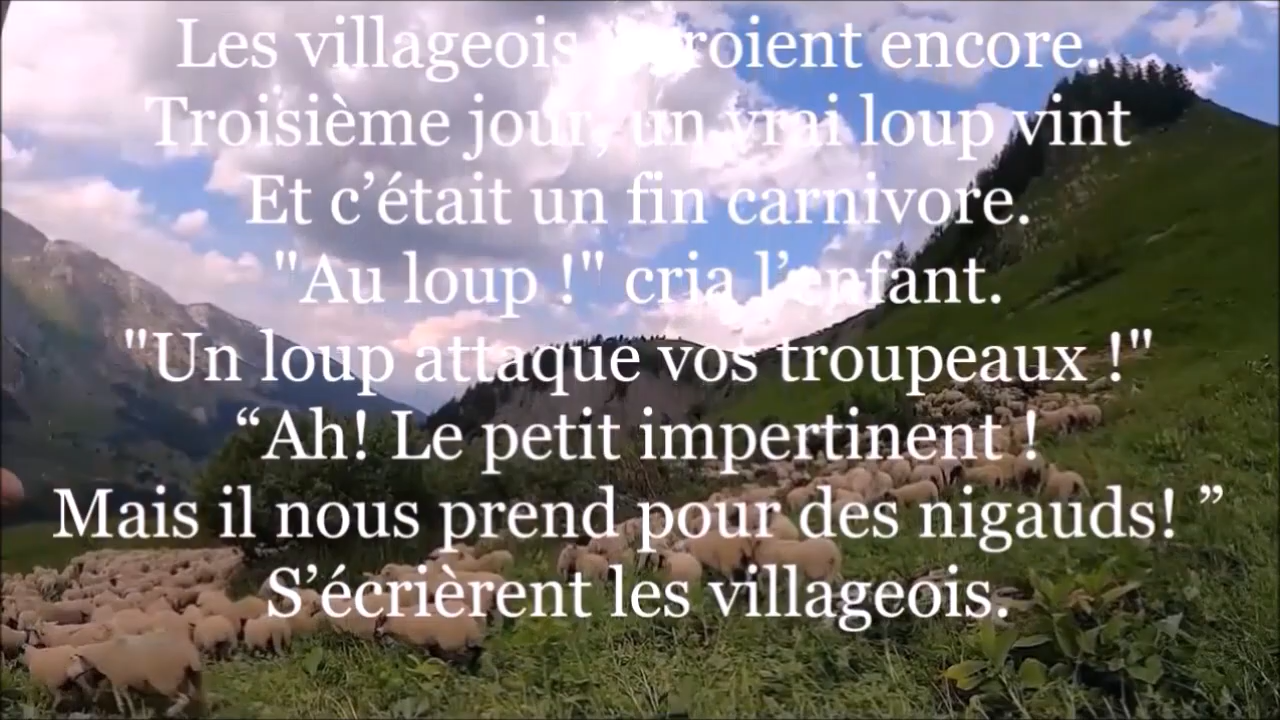 Les villageois encore.
Troisième jour, un vrai loup vint
Et c’était un fin carnivore.
"Au loup !" cria l’enfant.
"Un loup attaque vos troupeaux !"
“Ah! Le petit impertinent !
Mais il nous prend pour des nigauds! ”
S’écrièrent les villageois.